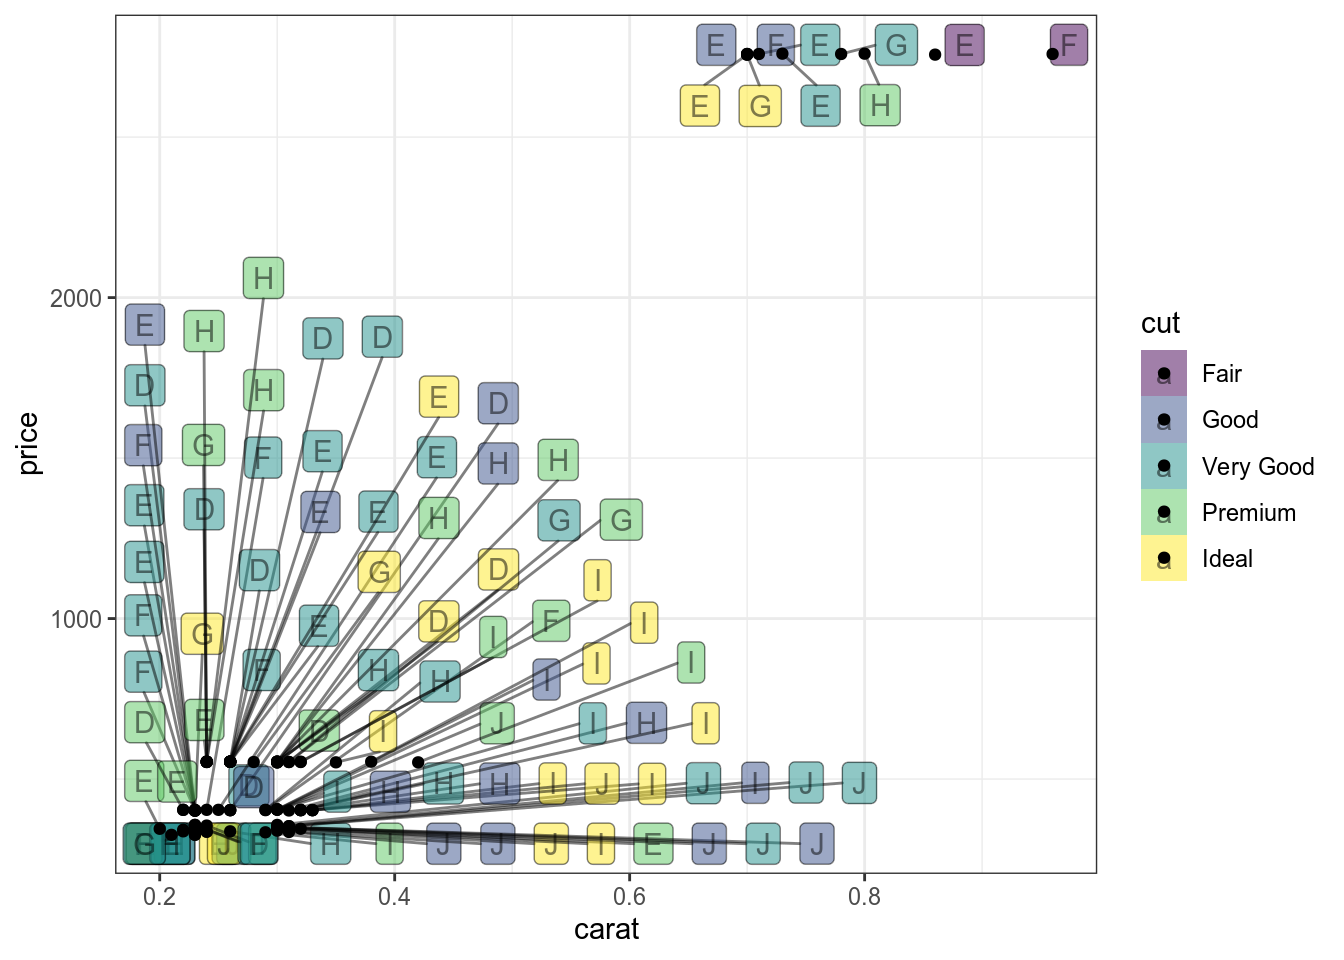 E F E G E F
E G E H
H
2000
E H D D
D H E D
F G F E E H H
E D E E H G G
E D G D I
F G E D I F I
F F H H I I I
D E D I J I H I
E E D I H H H I J I J I J J
G H J F H I J J J I E J J J
1000
0.2 0.4 0.6 0.8
carat
price
cut
a Fair
a Good
a Very Good
a Premium
a Ideal